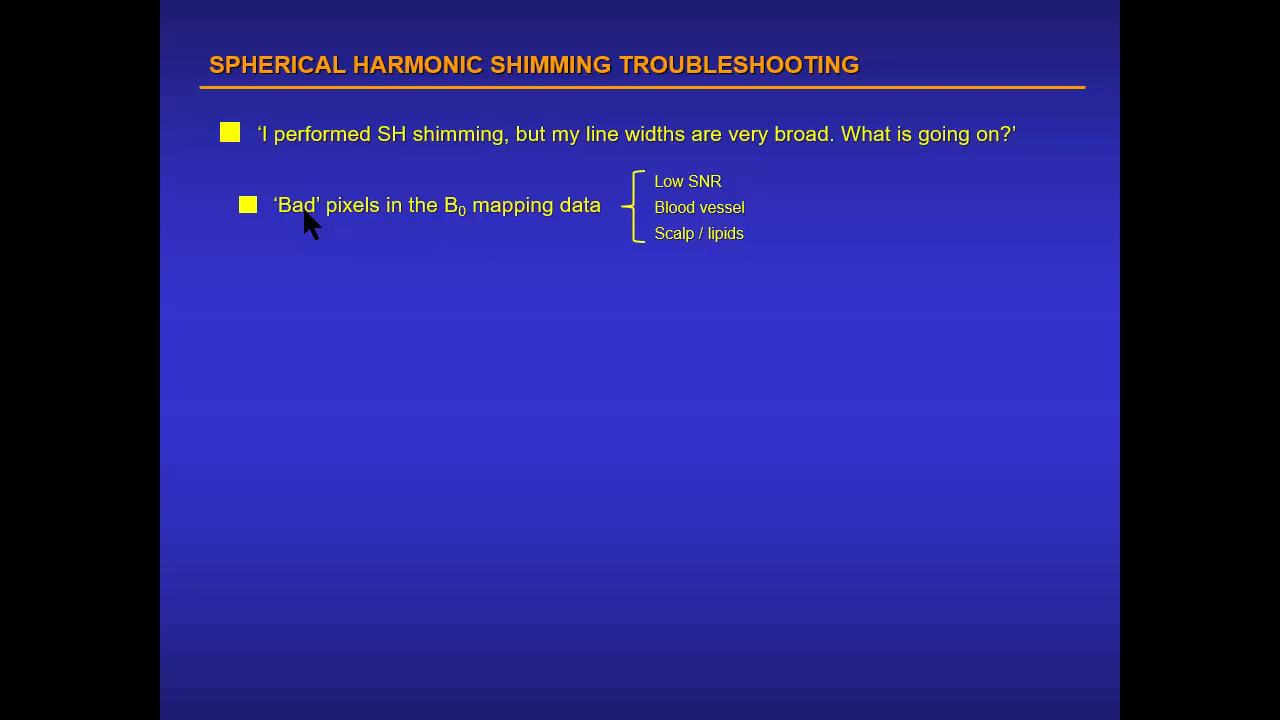 SPHERICAL HARMONIC SHIMMING TROUBLESHOOTING
‘I performed SH shimming, but my line widths are very broad. What is going on?’
‘Bad’ pixels in the B₀ mapping data
Low SNR
Blood vessel
Scalp / lipids